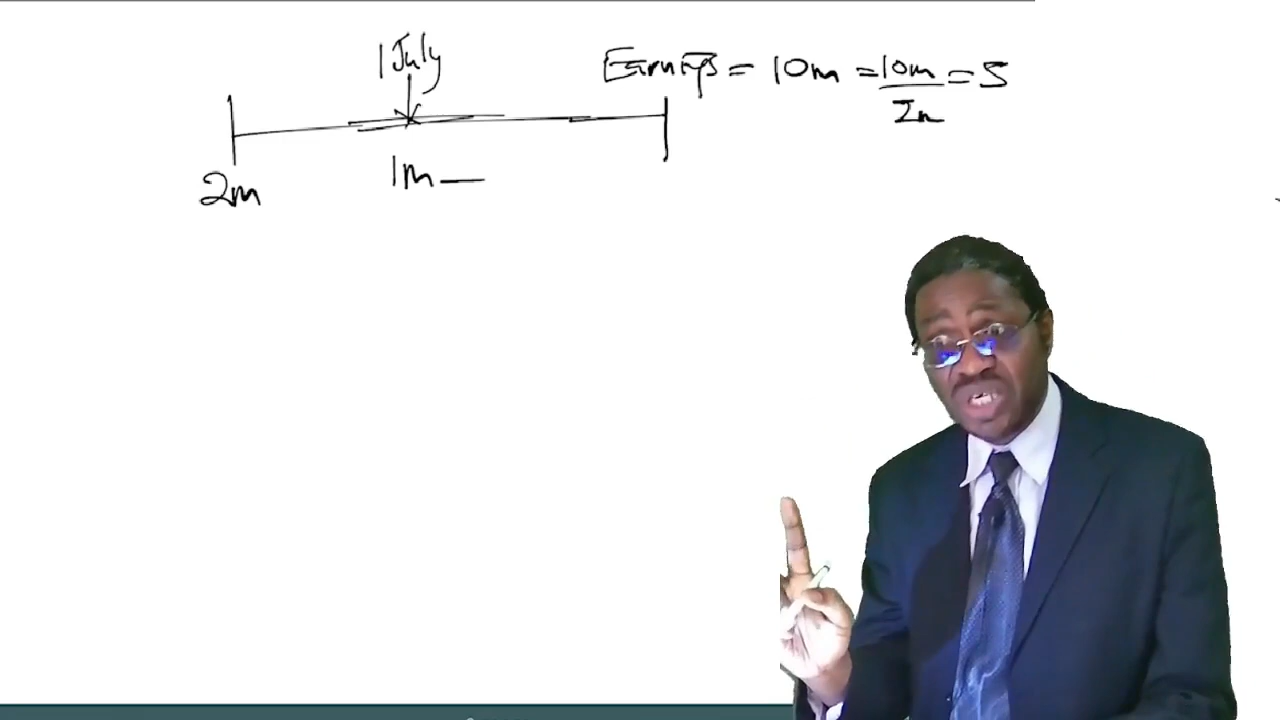 1 July
Earnings = 10m = 10m/2m = 5
2m
1m